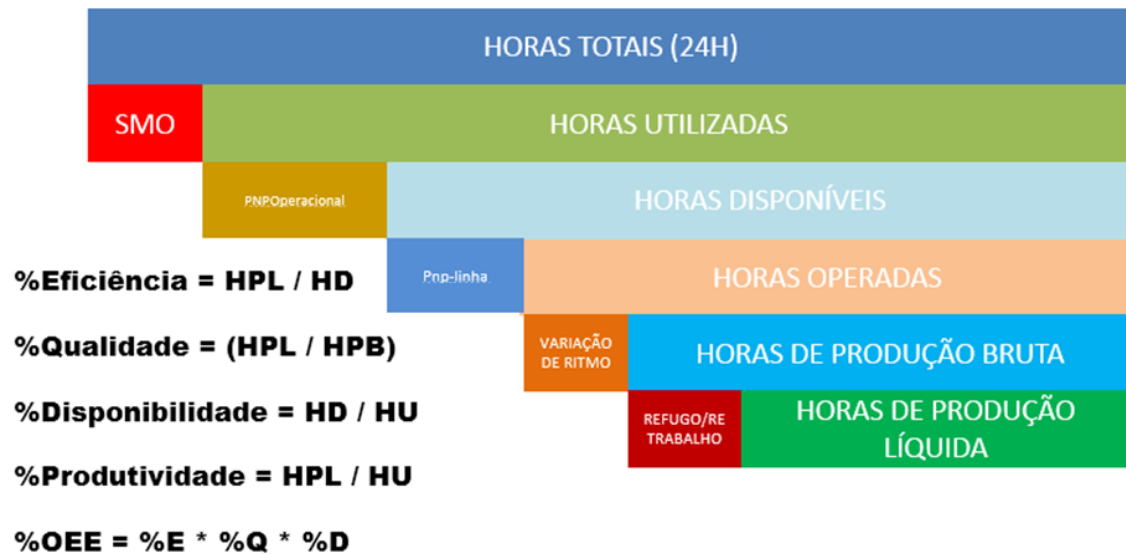 HORAS TOTAIS (24H)
SMO
HORAS UTILIZADAS
PNPOperacional
HORAS DISPONÍVEIS
%Eficiência = HPL / HD
Pnp-linha
HORAS OPERADAS
%Qualidade = (HPL / HPB)
VARIAÇÃO
DE RITMO
HORAS DE PRODUÇÃO BRUTA
%Disponibilidade = HD / HU
REFUGO/RE
TRABALHO
HORAS DE PRODUÇÃO
LÍQUIDA
%Produtividade = HPL / HU
%OEE = %E * %Q * %D